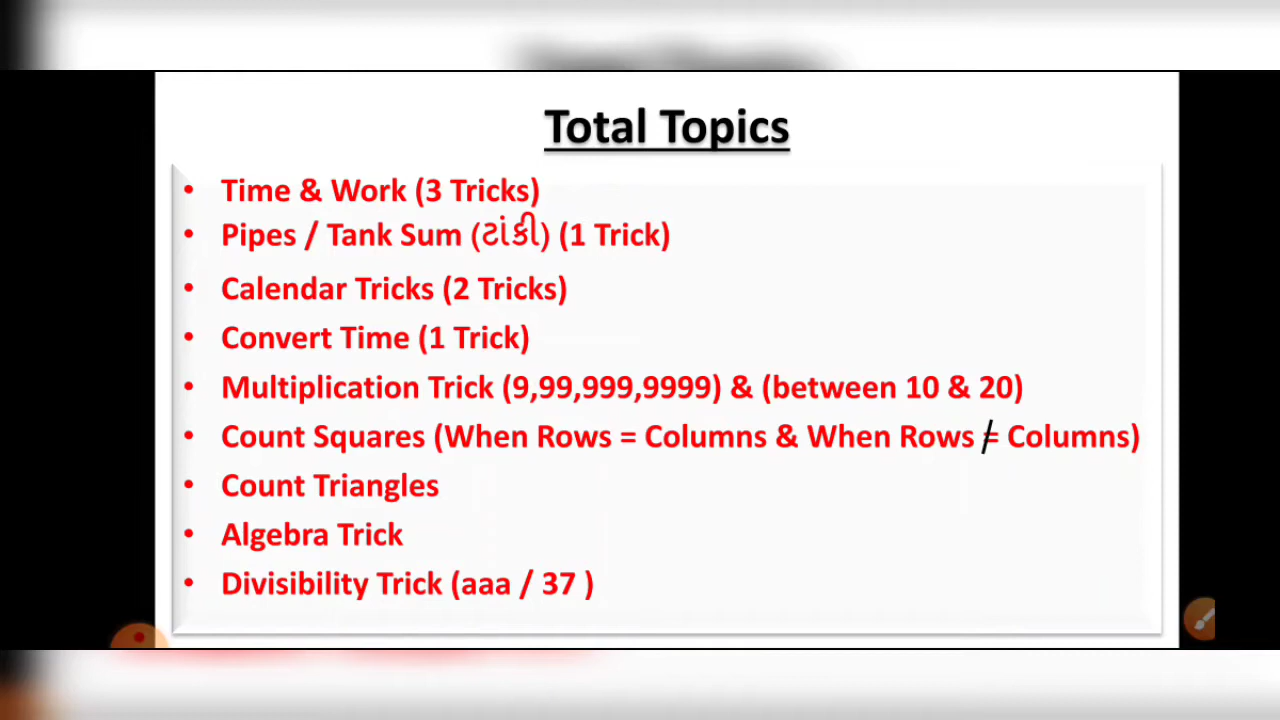 Total Topics
• Time & Work (3 Tricks)
• Pipes / Tank Sum (ટાંકી) (1 Trick)
• Calendar Tricks (2 Tricks)
• Convert Time (1 Trick)
• Multiplication Trick (9,99,999,9999) & (between 10 & 20)
• Count Squares (When Rows = Columns & When Rows ≠ Columns)
• Count Triangles
• Algebra Trick
• Divisibility Trick (aaa / 37 )